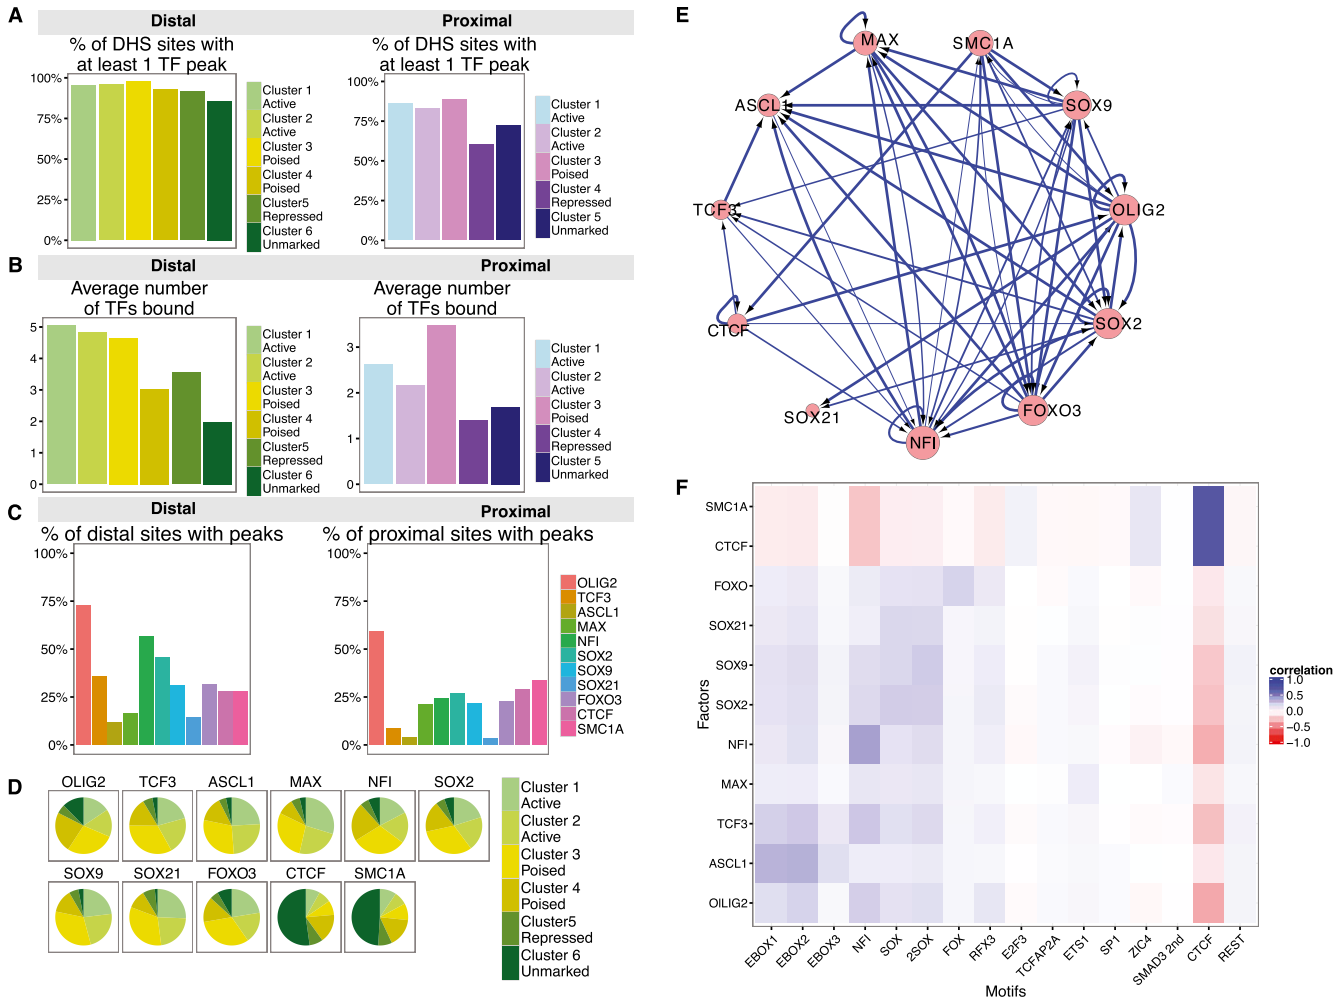 A
Distal
Proximal
% of DHS sites with
at least 1 TF peak
100%
75%
50%
25%
0%
Cluster 1
Active
Cluster 2
Active
Cluster 3
Poised
Cluster 4
Poised
Cluster5
Repressed
Cluster 6
Unmarked
% of DHS sites with
at least 1 TF peak
100%
75%
50%
25%
0%
Cluster 1
Active
Cluster 2
Active
Cluster 3
Poised
Cluster 4
Repressed
Cluster 5
Unmarked
B
Distal
Proximal
Average number
of TFs bound
5
4
3
2
1
0
Cluster 1
Active
Cluster 2
Active
Cluster 3
Poised
Cluster 4
Poised
Cluster5
Repressed
Cluster 6
Unmarked
Average number
of TFs bound
3
2
1
0
Cluster 1
Active
Cluster 2
Active
Cluster 3
Poised
Cluster 4
Repressed
Cluster 5
Unmarked
C
Distal
Proximal
% of distal sites with peaks
100%
75%
50%
25%
0%
% of proximal sites with peaks
100%
75%
50%
25%
0%
OLIG2
TCF3
ASCL1
MAX
NFI
SOX2
SOX9
SOX21
FOXO3
CTCF
SMC1A
D
OLIG2
TCF3
ASCL1
MAX
NFI
SOX2
SOX9
SOX21
FOXO3
CTCF
SMC1A
Cluster 1
Active
Cluster 2
Active
Cluster 3
Poised
Cluster 4
Poised
Cluster5
Repressed
Cluster 6
Unmarked
E
MAX
SMC1A
ASCL1
SOX9
TCF3
OLIG2
CTCF
SOX2
SOX21
FOXO3
NFI
F
Factors
SMC1A
CTCF
FOXO
SOX21
SOX9
SOX2
NFI
MAX
TCF3
ASCL1
OILIG2
EBOX1
EBOX2
EBOX3
NFI
SOX
2SOX
FOX
RFX3
E2F3
TCFAP2A
ETS1
SP1
ZIC4
SMAD3 2nd
CTCF
REST
Motifs
correlation
1.0
0.5
0.0
−0.5
−1.0